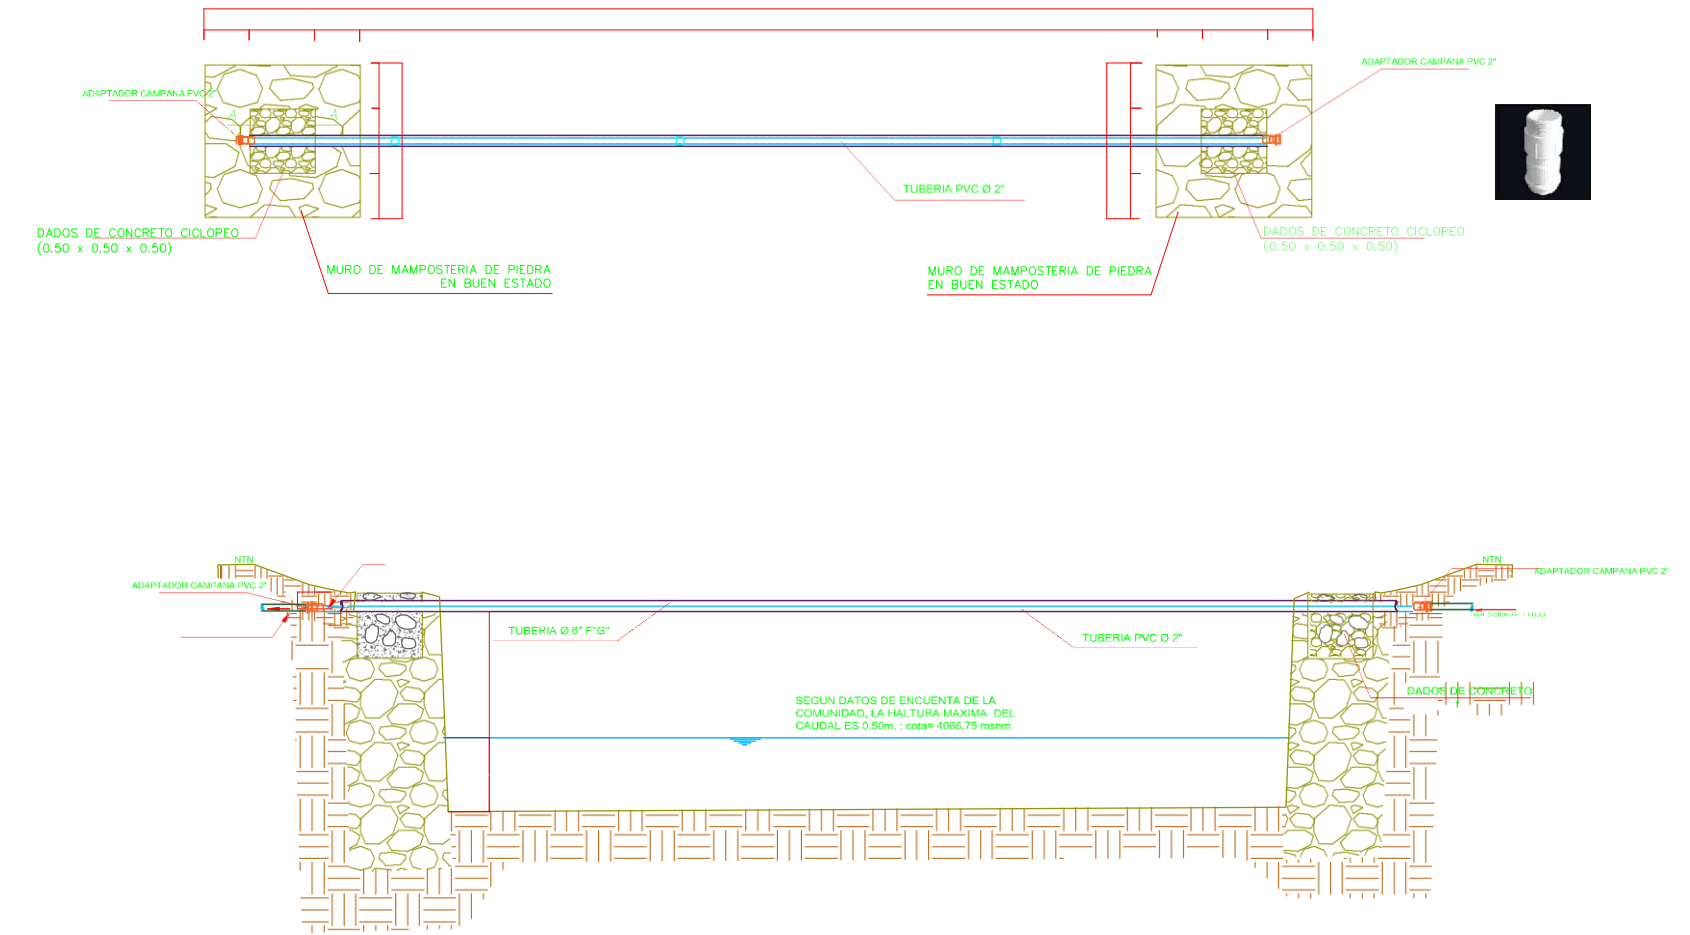 ADAPTADOR CAMPANA PVC 2"
ADAPTADOR CAMPANA PVC 2"
A
A
TUBERIA PVC Ø 2"
DADOS DE CONCRETO CICLOPEO
(0.50 x 0.50 x 0.50)
DADOS DE CONCRETO CICLOPEO
(0.50 x 0.50 x 0.50)
MURO DE MAMPOSTERIA DE PIEDRA
EN BUEN ESTADO
MURO DE MAMPOSTERIA DE PIEDRA
EN BUEN ESTADO
NTN
NTN
ADAPTADOR CAMPANA PVC 2"
ADAPTADOR CAMPANA PVC 2"
TUBERIA Ø 6" F°G°
TUBERIA PVC Ø 2"
DADOS DE CONCRETO
SEGUN DATOS DE ENCUENTA DE LA
COMUNIDAD, LA HALTURA MAXIMA DEL
CAUDAL ES 0.50m. ; cota= 4066,75 msnm